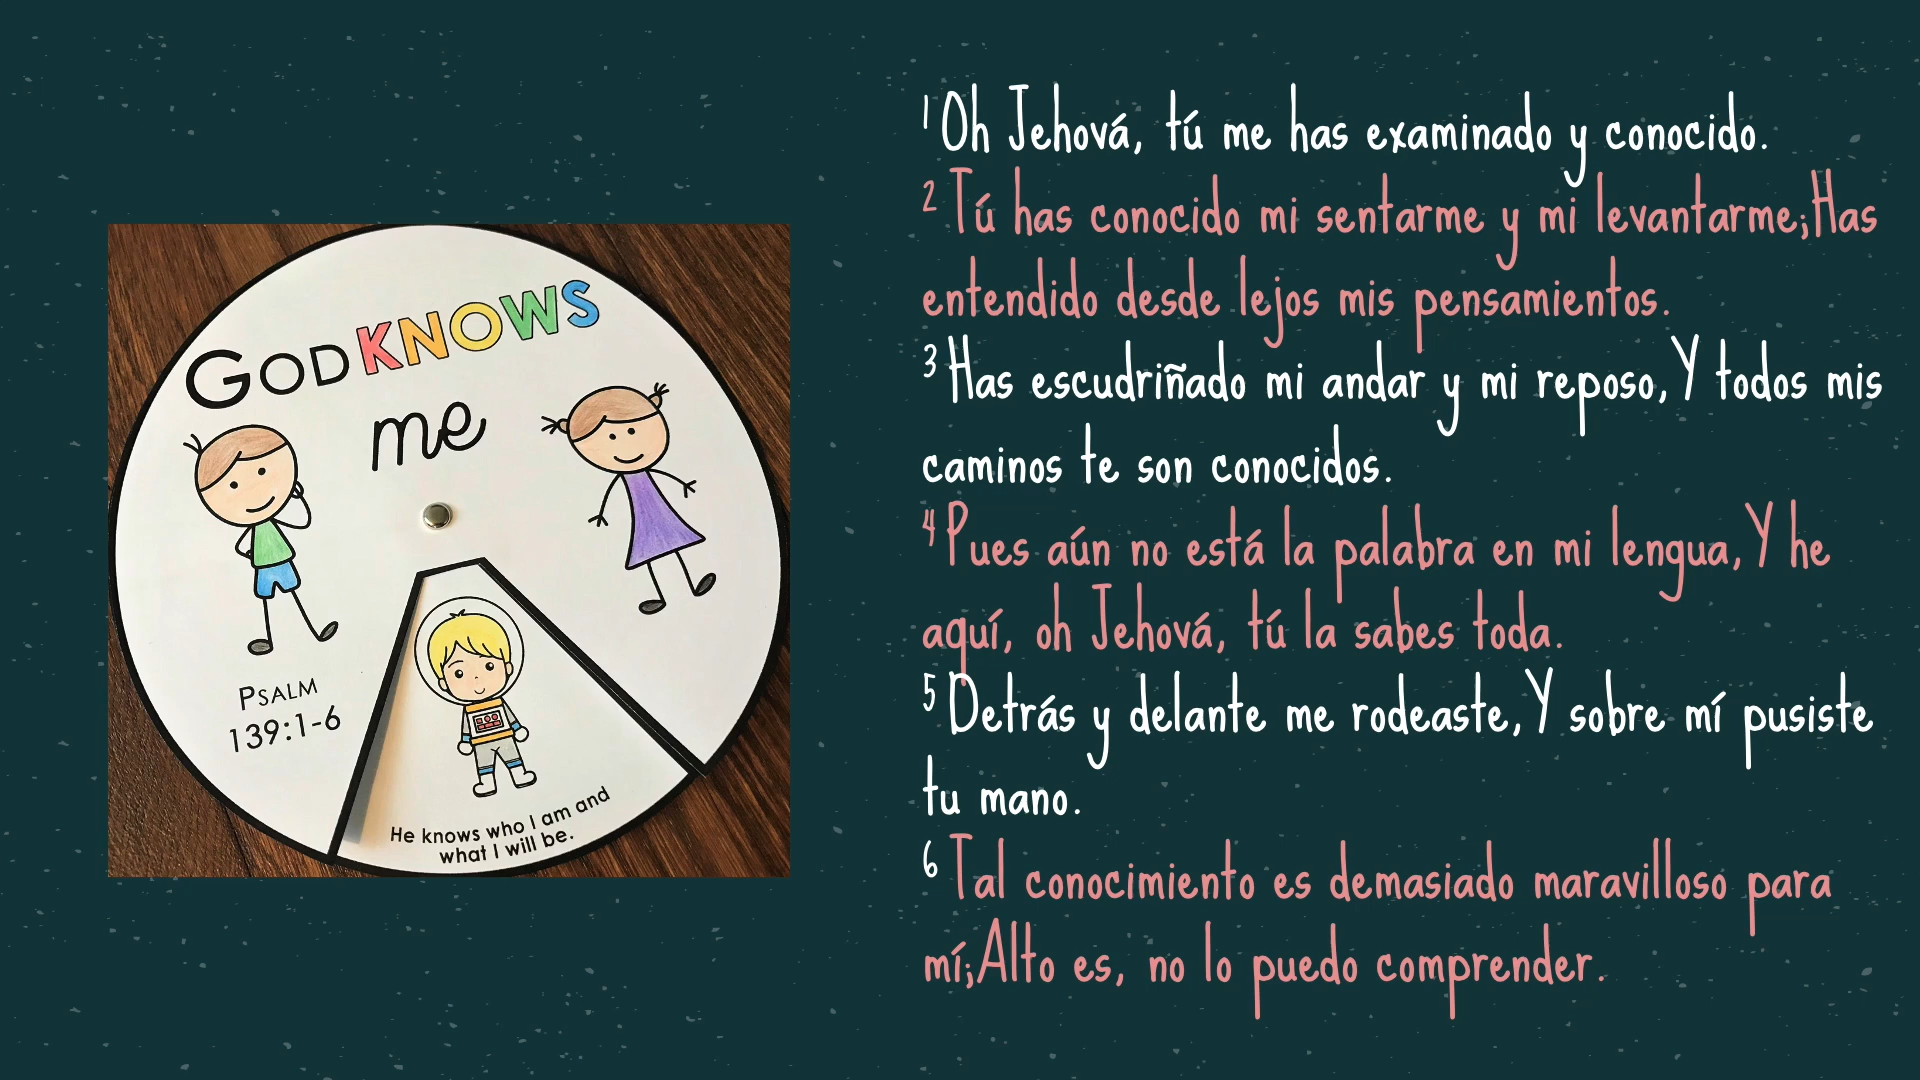 GOD KNOWS
me
PSALM
139:1-6
He knows who I am and
what I will be.
1 Oh Jehová, tú me has examinado y conocido.
2 Tú has conocido mi sentarme y mi levantarme;Has
entendido desde lejos mis pensamientos.
3 Has escudriñado mi andar y mi reposo,Y todos mis
caminos te son conocidos.
4 Pues aún no está la palabra en mi lengua,Y he
aquí, oh Jehová, tú la sabes toda.
5 Detrás y delante me rodeaste,Y sobre mí pusiste
tu mano.
6 Tal conocimiento es demasiado maravilloso para
mí;Alto es, no lo puedo comprender.